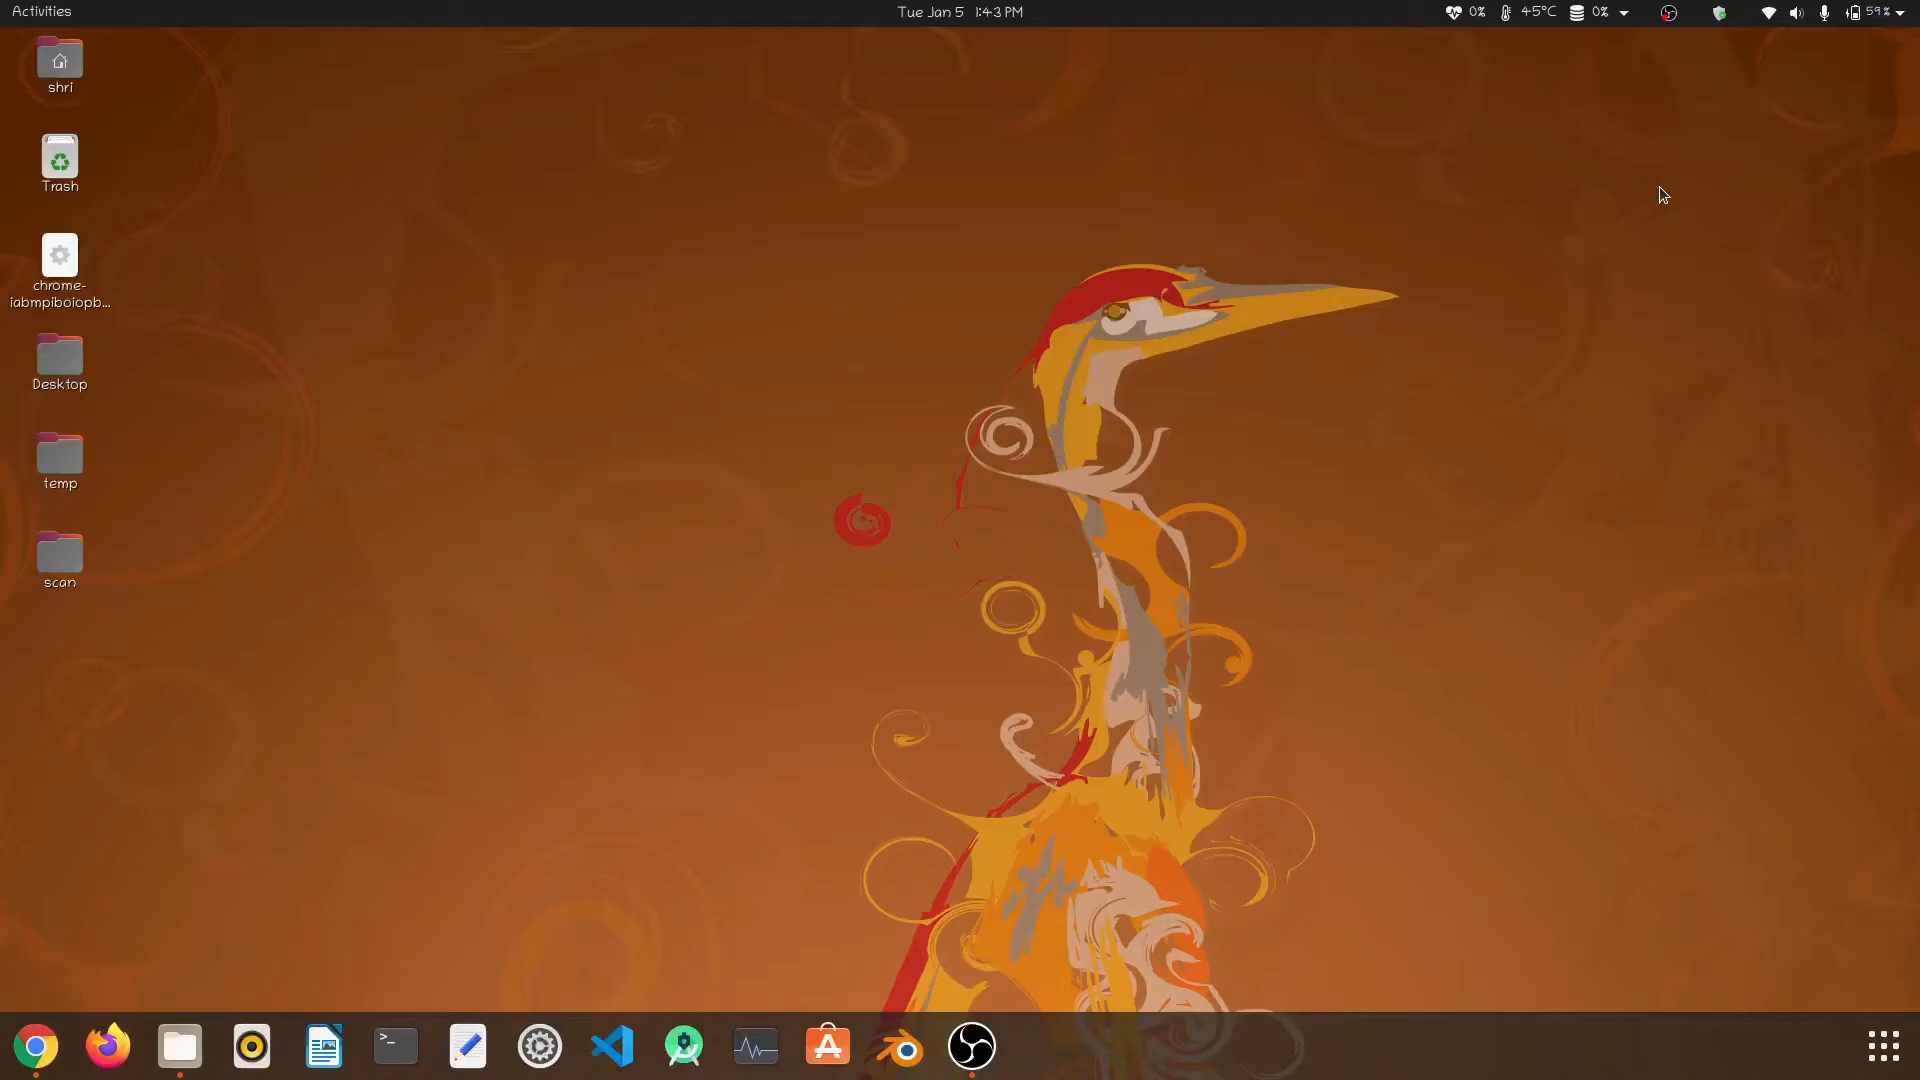 Activities
Tue Jan 5 1:43 PM
0%
45°C
0%
59%
shri
Trash
chrome-
iabmpiboiopb...
Desktop
temp
scan
>_